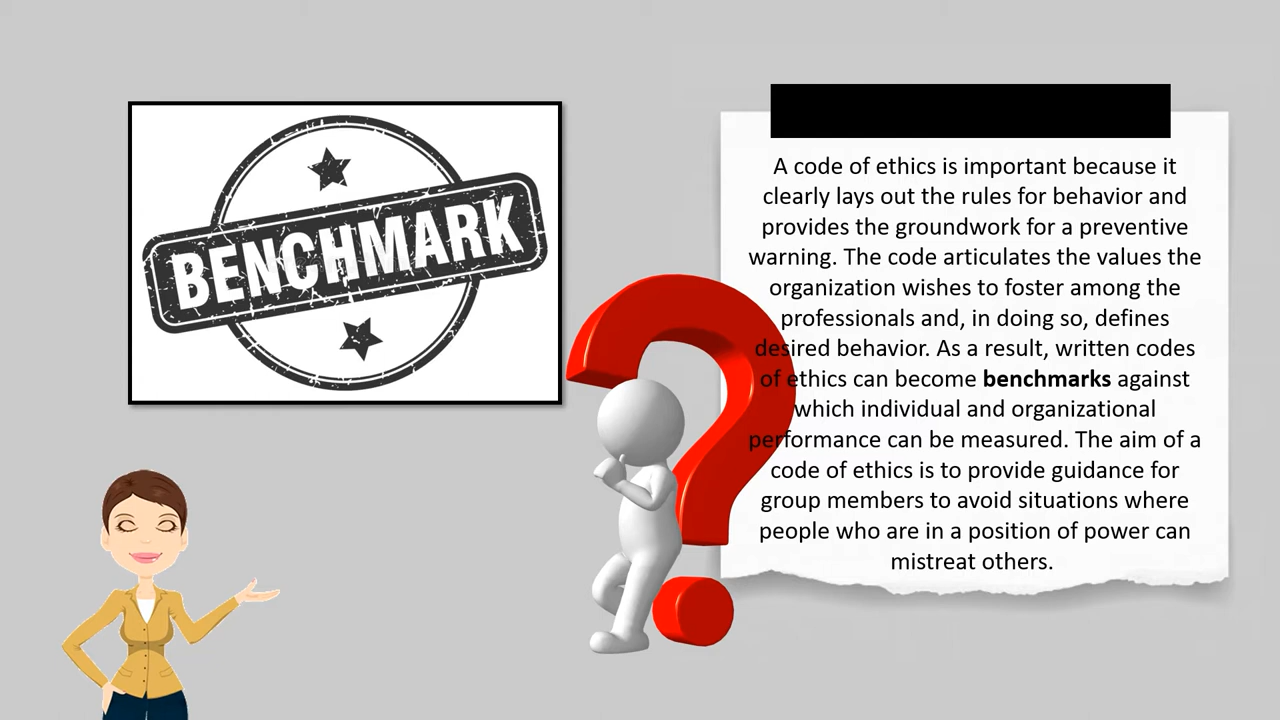 BENCHMARK
A code of ethics is important because it
clearly lays out the rules for behavior and
provides the groundwork for a preventive
warning. The code articulates the values the
organization wishes to foster among the
professionals and, in doing so, defines
desired behavior. As a result, written codes
of ethics can become benchmarks against
which individual and organizational
performance can be measured. The aim of a
code of ethics is to provide guidance for
group members to avoid situations where
people who are in a position of power can
mistreat others.